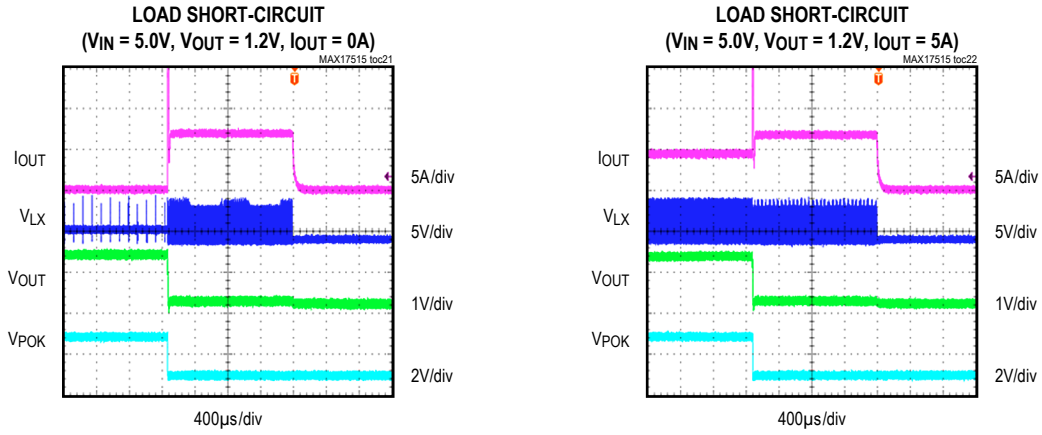 LOAD SHORT-CIRCUIT
(VIN = 5.0V, VOUT = 1.2V, IOUT = 0A)
MAX17515 toc21
T
IOUT
5A/div
VLX
5V/div
VOUT
1V/div
VPOK
2V/div
400µs/div
LOAD SHORT-CIRCUIT
(VIN = 5.0V, VOUT = 1.2V, IOUT = 5A)
MAX17515 toc22
T
IOUT
5A/div
VLX
5V/div
VOUT
1V/div
VPOK
2V/div
400µs/div